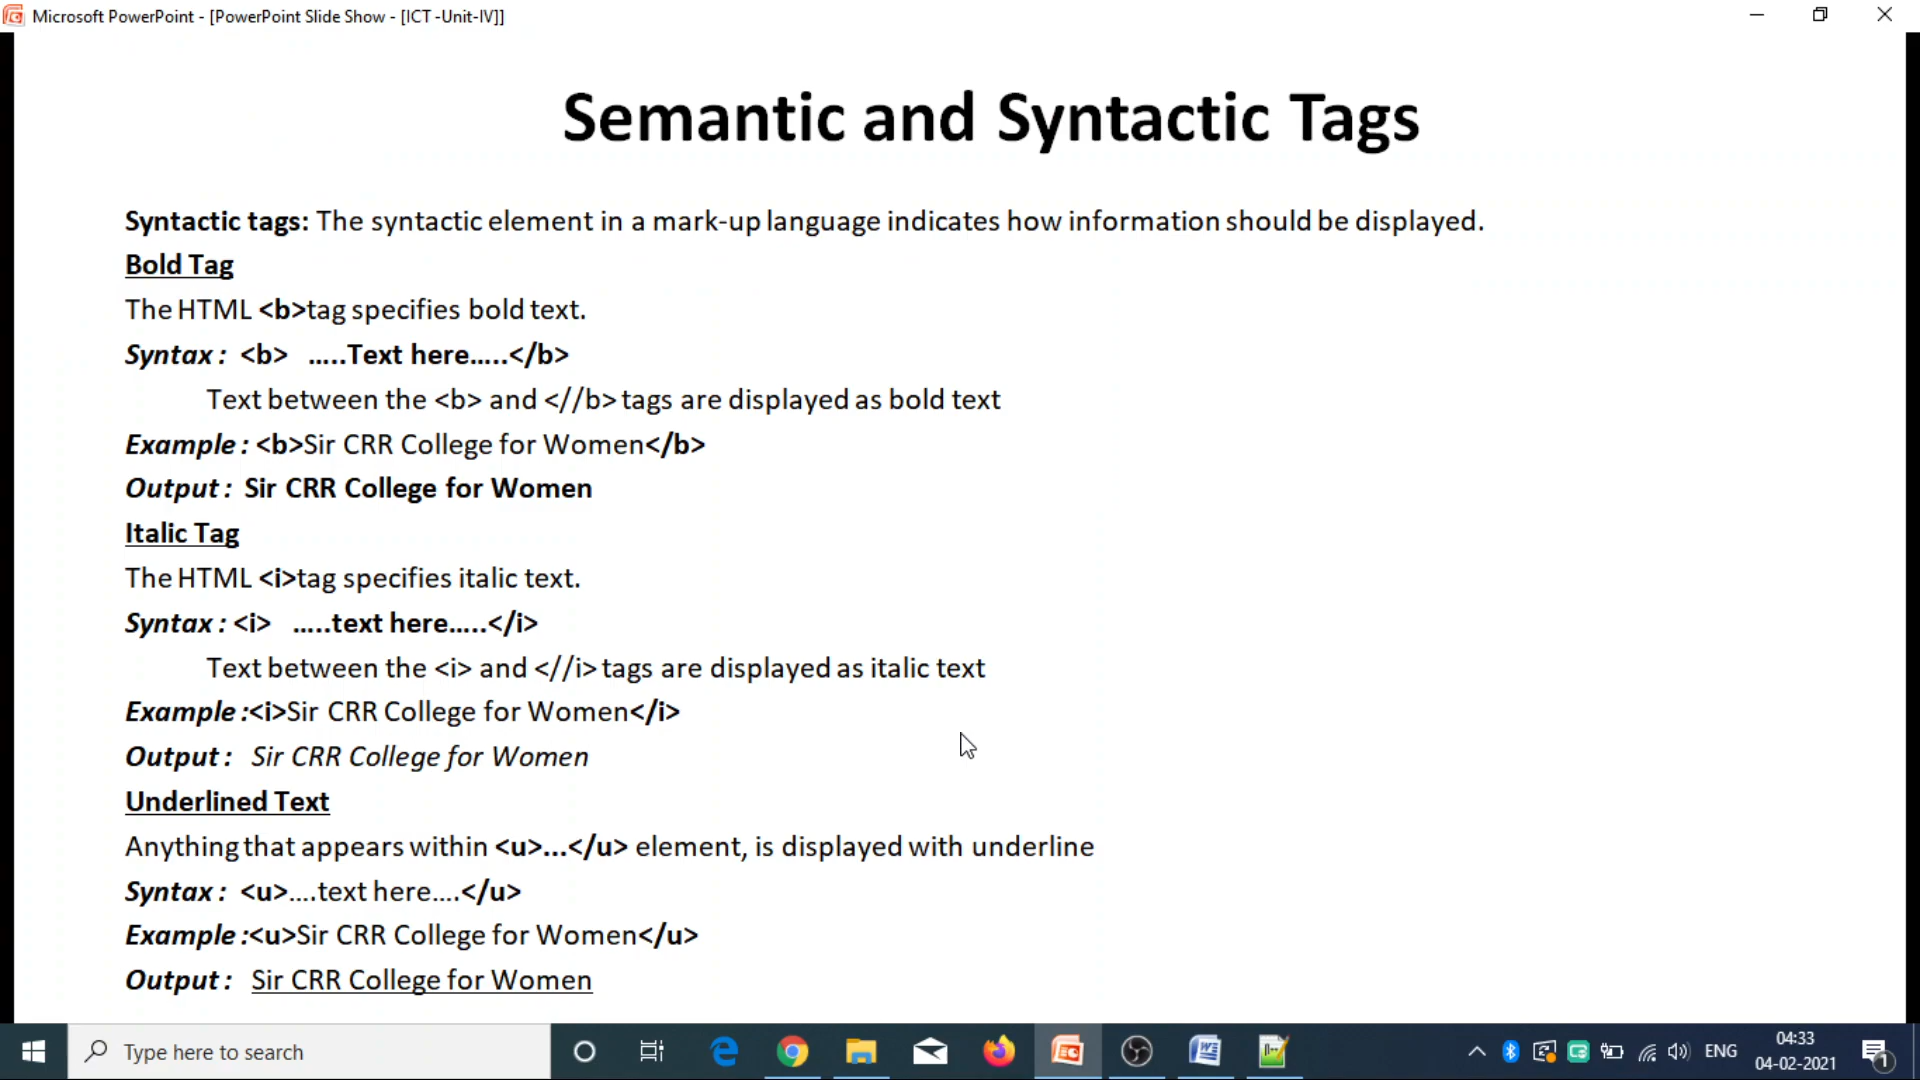 Microsoft PowerPoint - [PowerPoint Slide Show - [ICT -Unit-IV]]
Semantic and Syntactic Tags
Syntactic tags: The syntactic element in a mark-up language indicates how information should be displayed.
Bold Tag
The HTML <b>tag specifies bold text.
Syntax : <b> …..Text here…..</b>
Text between the <b> and <//b> tags are displayed as bold text
Example : <b>Sir CRR College for Women</b>
Output : Sir CRR College for Women
Italic Tag
The HTML <i>tag specifies italic text.
Syntax : <i> …..text here…..</i>
Text between the <i> and <//i> tags are displayed as italic text
Example :<i>Sir CRR College for Women</i>
Output : Sir CRR College for Women
Underlined Text
Anything that appears within <u>...</u> element, is displayed with underline
Syntax : <u>….text here….</u>
Example :<u>Sir CRR College for Women</u>
Output : Sir CRR College for Women
Type here to search
ENG
04:33
04-02-2021
1